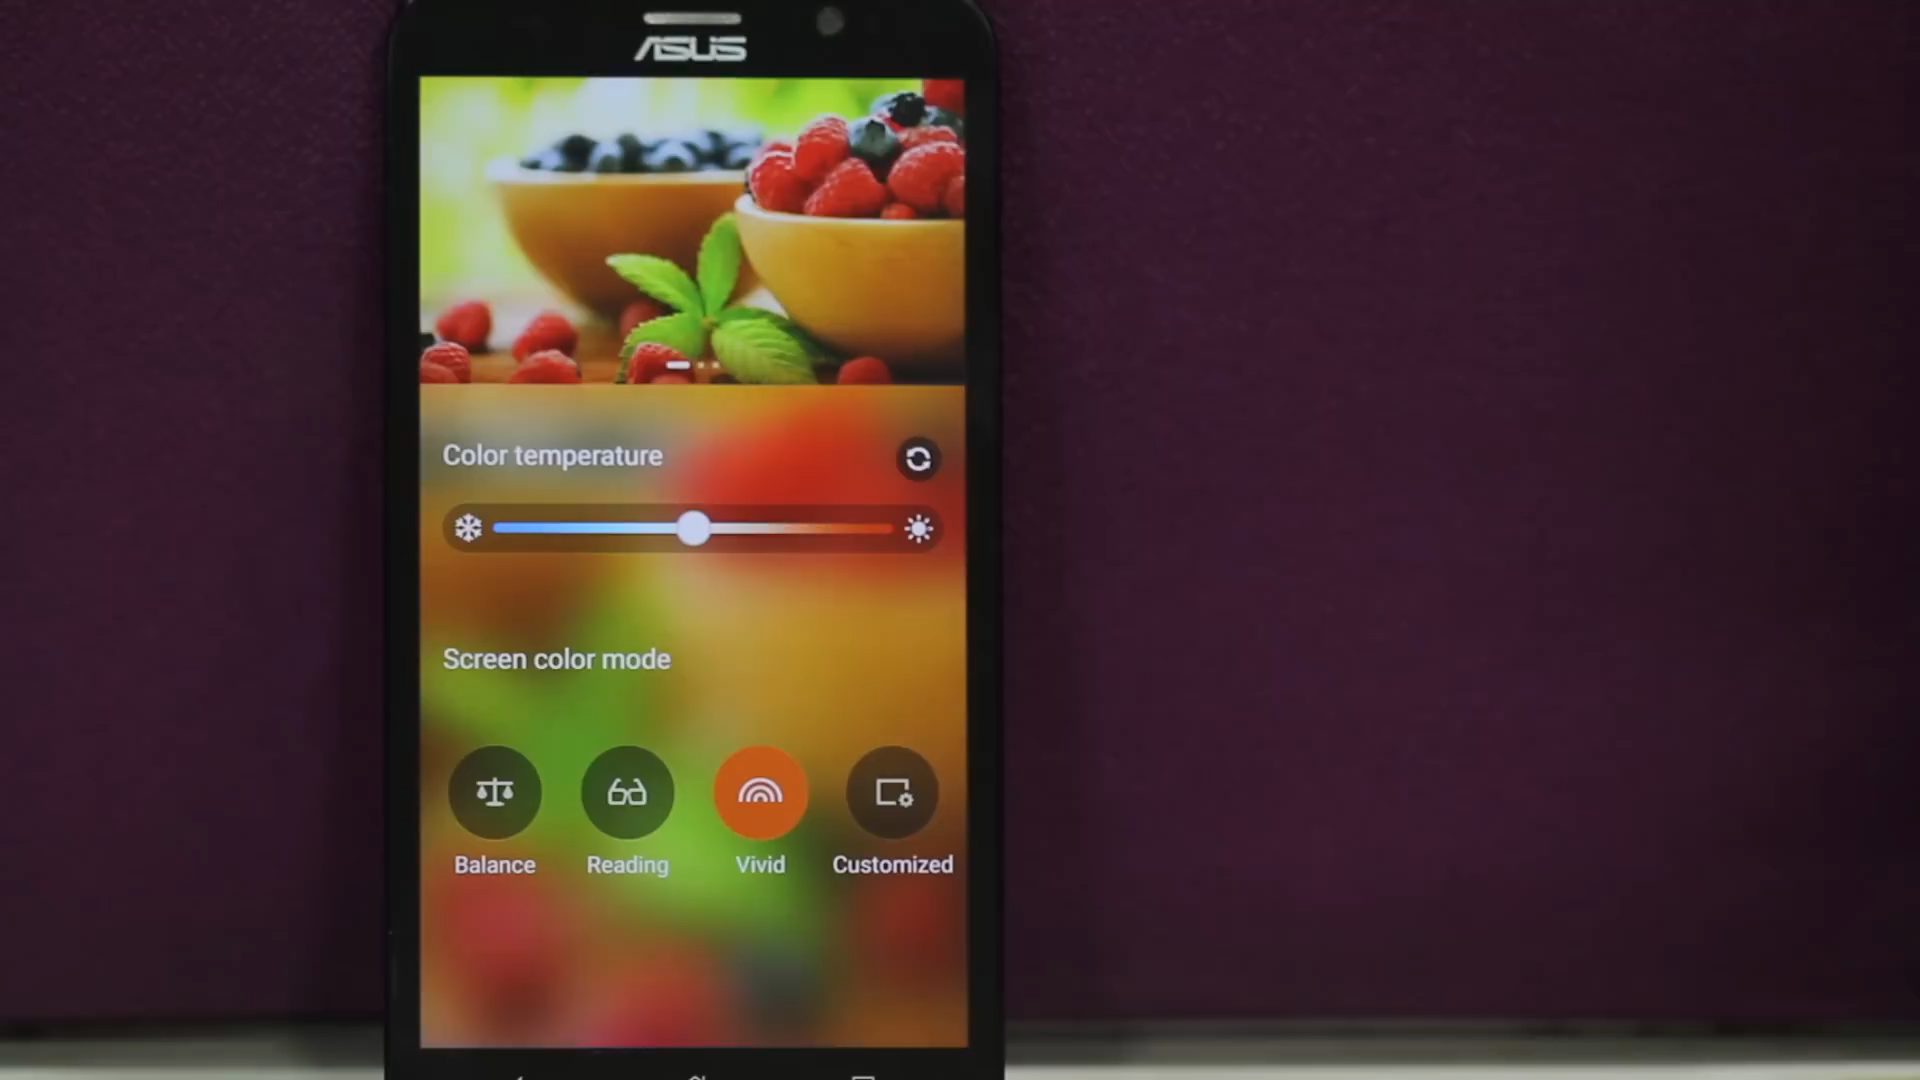 ASUS
Color temperature
Screen color mode
Balance
Reading
Vivid
Customized